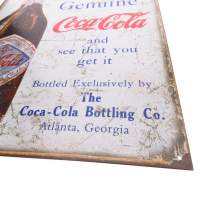 Genuine
Coca-Cola
and
see that you
get it
Bottled Exclusively by
The
Coca-Cola Bottling Co.
Atlanta, Georgia